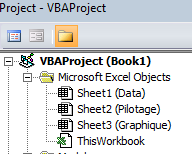 Project - VBAProject
VBAProject (Book1)
Microsoft Excel Objects
Sheet1 (Data)
Sheet2 (Pilotage)
Sheet3 (Graphique)
ThisWorkbook